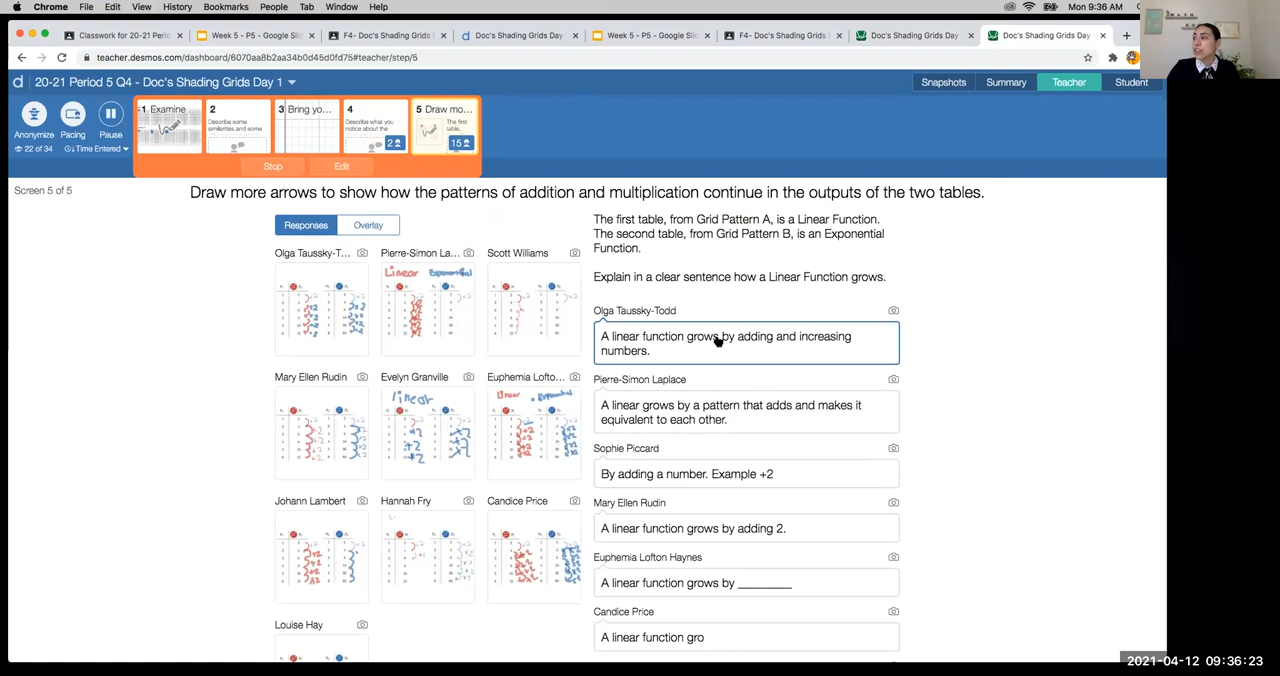 Chrome File Edit View History Bookmarks People Tab Window Help Mon 9:36 AM
Classwork for 20-21 Perio
Week 5 - P5 - Google Slid
F4- Doc's Shading Grids
Doc's Shading Grids Day
Week 5 - P5 - Google Slid
F4- Doc's Shading Grids
Doc's Shading Grids Day
Doc's Shading Grids Day
teacher.desmos.com/dashboard/6070aa8b2aa34b0d45d0fd75#teacher/step/5
20-21 Period 5 Q4 - Doc's Shading Grids Day 1
Snapshots Summary Teacher Student
Anonymize Pacing Pause
22 of 34 Time Entered
1 Examine
2
Describe some similarities and some
3 Bring yo...
4
Describe what you notice about the
2
5 Draw mo...
The first table,
15
Stop Edit
Screen 5 of 5
Draw more arrows to show how the patterns of addition and multiplication continue in the outputs of the two tables.
Responses Overlay
Olga Taussky-T... Pierre-Simon La... Scott Williams
Linear Exponential
Mary Ellen Rudin Evelyn Granville Euphemia Lofto...
linear
Linear Exponential
Johann Lambert Hannah Fry Candice Price
Louise Hay
The first table, from Grid Pattern A, is a Linear Function.
The second table, from Grid Pattern B, is an Exponential
Function.
Explain in a clear sentence how a Linear Function grows.
Olga Taussky-Todd
A linear function grows by adding and increasing
numbers.
Pierre-Simon Laplace
A linear grows by a pattern that adds and makes it
equivalent to each other.
Sophie Piccard
By adding a number. Example +2
Mary Ellen Rudin
A linear function grows by adding 2.
Euphemia Lofton Haynes
A linear function grows by _________
Candice Price
A linear function gro
2021-04-12 09:36:23